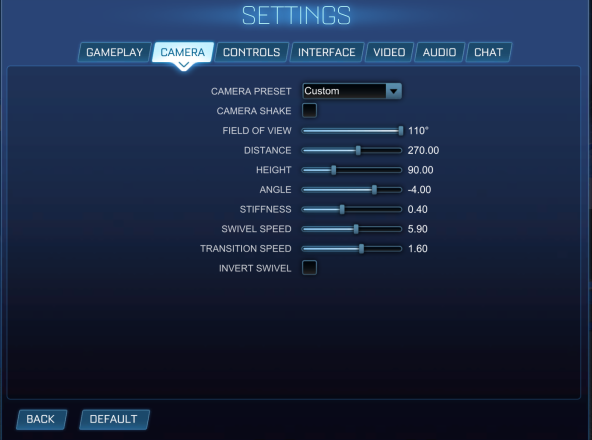 SETTINGS
GAMEPLAY CAMERA CONTROLS INTERFACE VIDEO AUDIO CHAT
CAMERA PRESET Custom
CAMERA SHAKE
FIELD OF VIEW 110°
DISTANCE 270.00
HEIGHT 90.00
ANGLE -4.00
STIFFNESS 0.40
SWIVEL SPEED 5.90
TRANSITION SPEED 1.60
INVERT SWIVEL
BACK DEFAULT